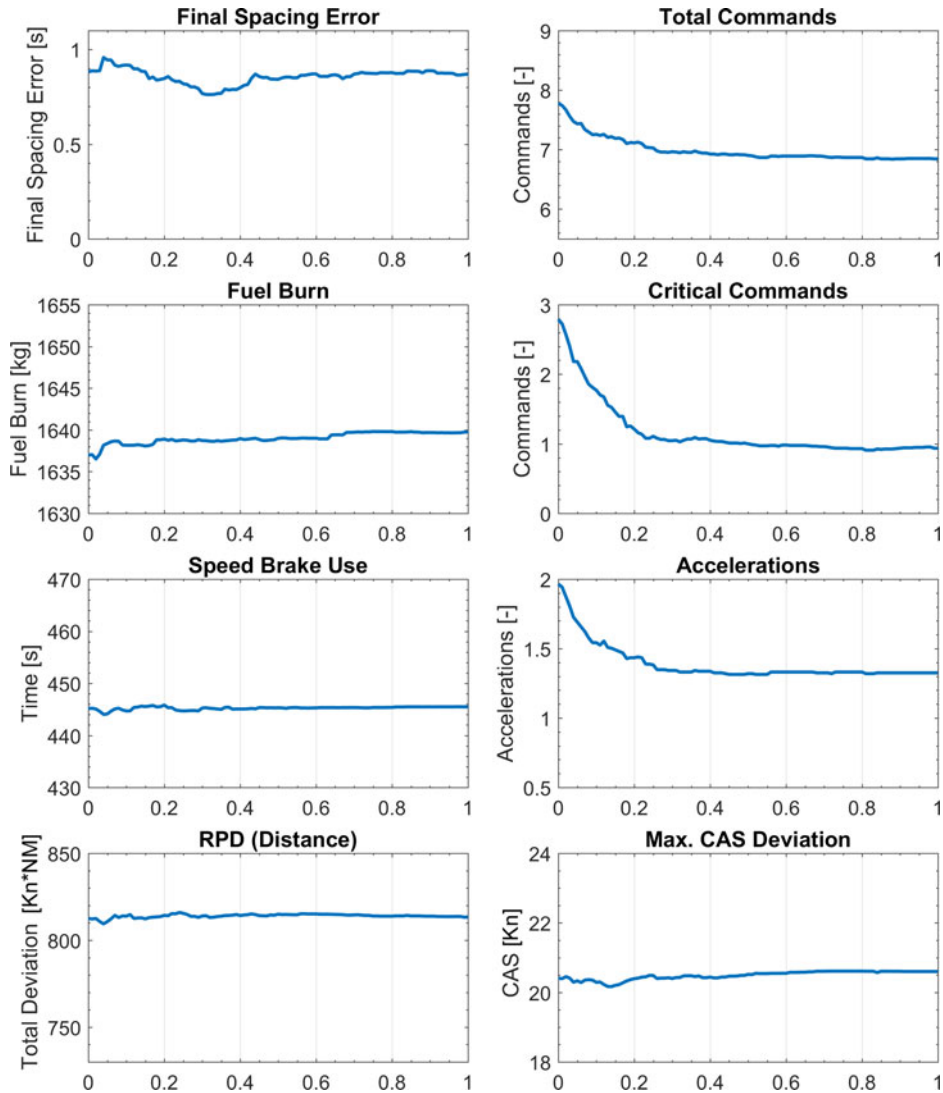 Final Spacing Error
Final Spacing Error [s]
1
0.5
0
0 0.2 0.4 0.6 0.8 1
Total Commands
Commands [-]
9
8
7
6
0 0.2 0.4 0.6 0.8 1
Fuel Burn
Fuel Burn [kg]
1655
1650
1645
1640
1635
1630
0 0.2 0.4 0.6 0.8 1
Critical Commands
Commands [-]
3
2
1
0
0 0.2 0.4 0.6 0.8 1
Speed Brake Use
Time [s]
470
460
450
440
430
0 0.2 0.4 0.6 0.8 1
Accelerations
Accelerations [-]
2
1.5
1
0.5
0 0.2 0.4 0.6 0.8 1
RPD (Distance)
Total Deviation [Kn*NM]
850
800
750
0 0.2 0.4 0.6 0.8 1
Max. CAS Deviation
CAS [Kn]
24
22
20
18
0 0.2 0.4 0.6 0.8 1